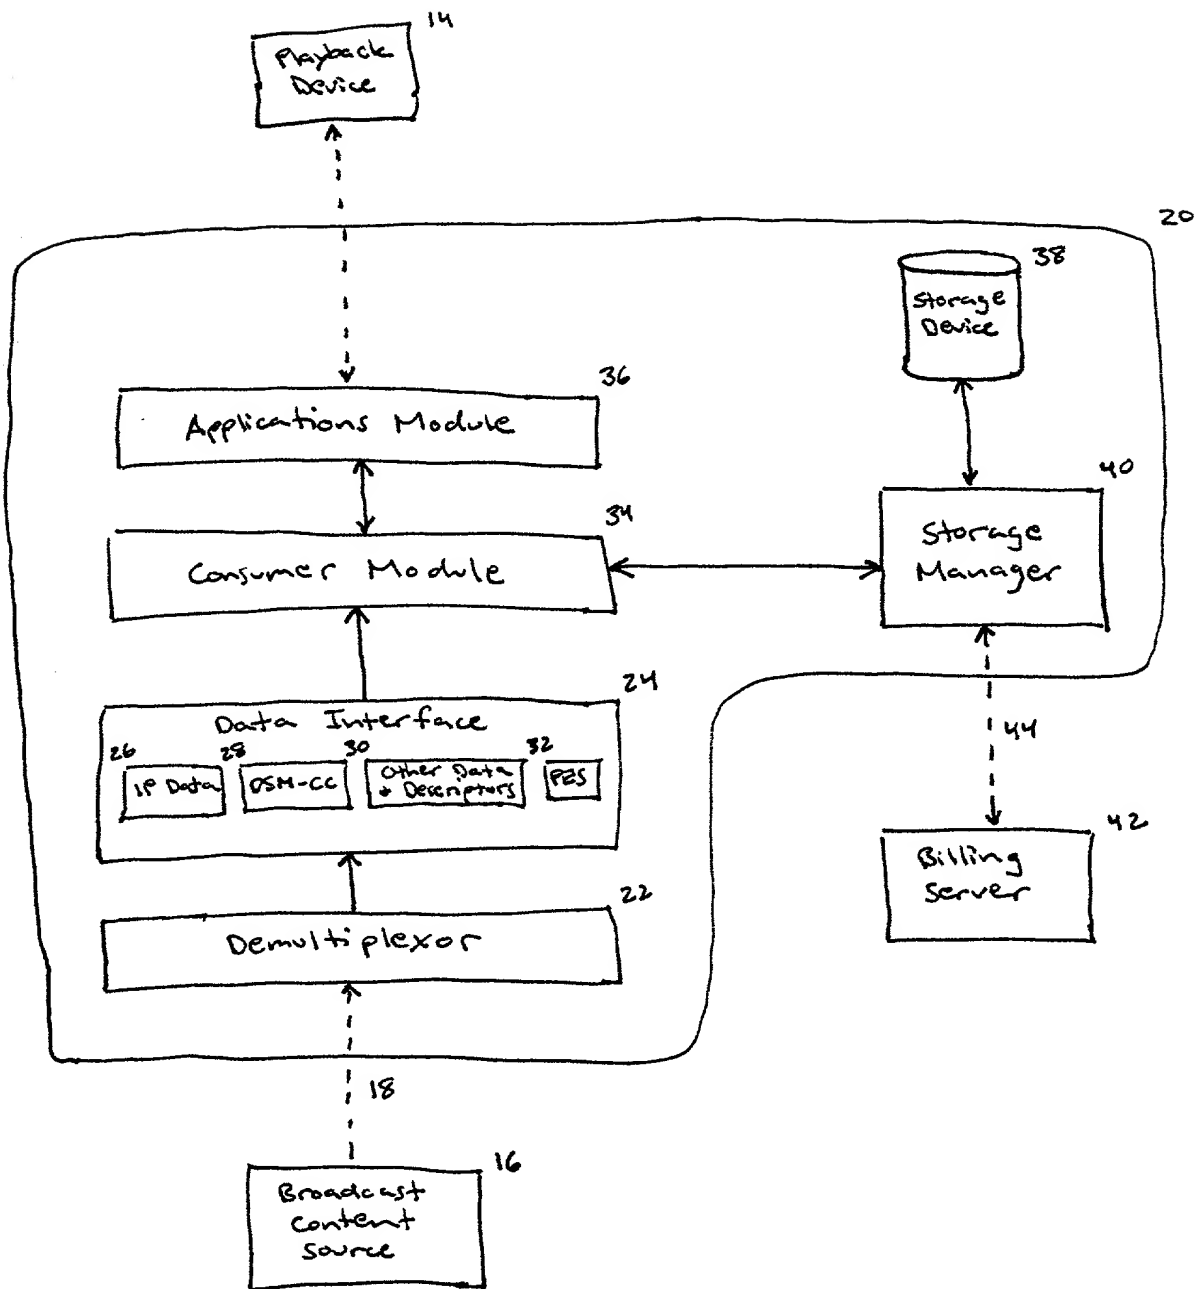 14
Playback
Device
20
38
Storage
Device
36
Applications Module
40
34
Storage
Manager
Consumer Module
24
Data Interface
26 28 30 32
IP Data
DSM-CC
Other Data
+ Descriptors
PES
44
42
Billing
Server
22
Demultiplexor
18
16
Broadcast
Content
Source